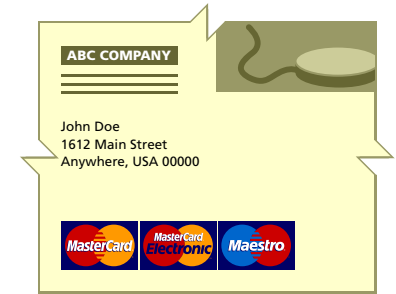 ABC COMPANY
John Doe
1612 Main Street
Anywhere, USA 00000
MasterCard
MasterCard
Electronic
Maestro